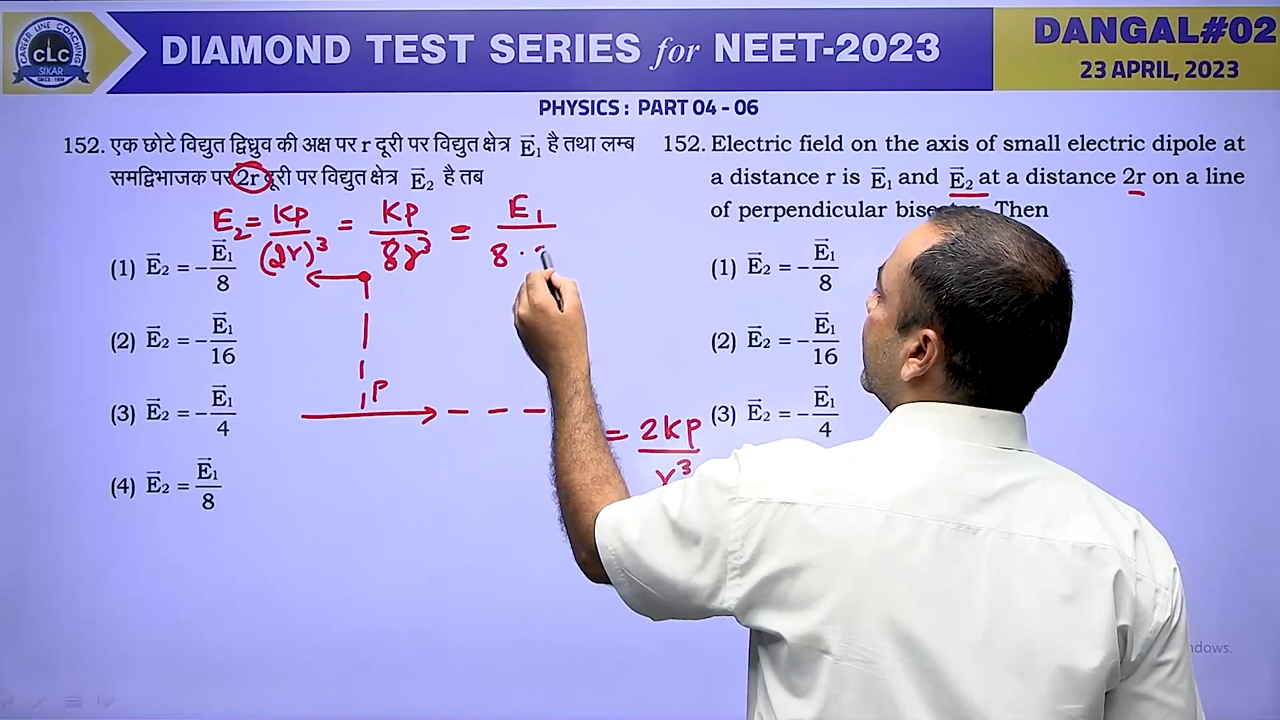 CAREER LINE COACHING
CLC
SIKAR
DIAMOND TEST SERIES for NEET-2023
DANGAL#02
23 APRIL, 2023
PHYSICS : PART 04 - 06
152. एक छोटे विद्युत द्विध्रुव की अक्ष पर r दूरी पर विद्युत क्षेत्र E⃗₁ है तथा लम्ब
समद्विभाजक पर 2r दूरी पर विद्युत क्षेत्र E⃗₂ है तब
E₂ = KP/(2r)³ = KP/8r³ = E₁/8 ·
(1) E⃗₂ = -E⃗₁/8
(2) E⃗₂ = -E⃗₁/16
(3) E⃗₂ = -E⃗₁/4
(4) E⃗₂ = E⃗₁/8
P
= 2KP/r³
152. Electric field on the axis of small electric dipole at
a distance r is E⃗₁ and E⃗₂ at a distance 2r on a line
of perpendicular Then
(1) E⃗₂ = -E⃗₁/8
(2) E⃗₂ = -E⃗₁/16
(3) E⃗₂ = -E⃗₁/4